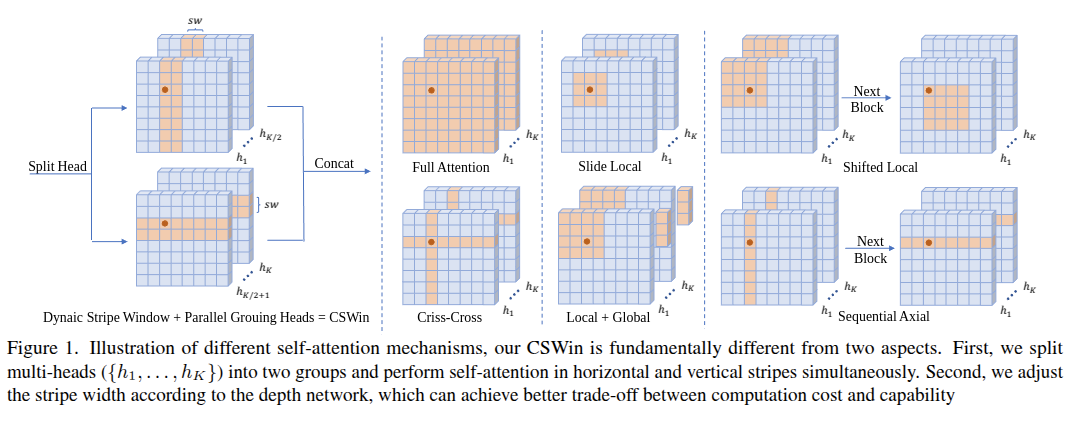 sw
h_{K/2}
h_1
Split Head
Concat
sw
h_K
h_{K/2+1}
Dynaic Stripe Window + Parallel Grouing Heads = CSWin
h_K
h_1
Full Attention
h_K
h_1
Slide Local
h_K
h_1
Next
Block
h_K
h_1
Shifted Local
h_K
h_1
Criss-Cross
h_K
h_1
Local + Global
h_K
h_1
Next
Block
h_K
h_1
Sequential Axial
Figure 1. Illustration of different self-attention mechanisms, our CSWin is fundamentally different from two aspects. First, we split
multi-heads ({h_1, . . . , h_K}) into two groups and perform self-attention in horizontal and vertical stripes simultaneously. Second, we adjust
the stripe width according to the depth network, which can achieve better trade-off between computation cost and capability